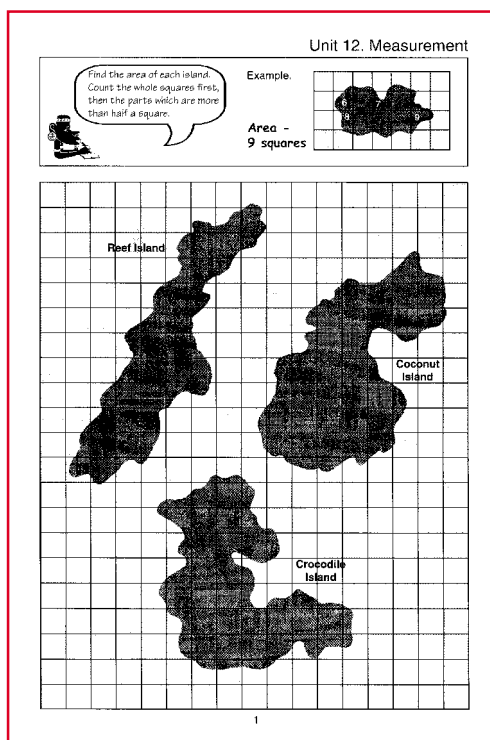 Unit 12. Measurement
Find the area of each island.
Count the whole squares first,
then the parts which are more
than half a square.
Example.
Area -
9 squares
Reef Island
Coconut
Island
Crocodile
Island
1